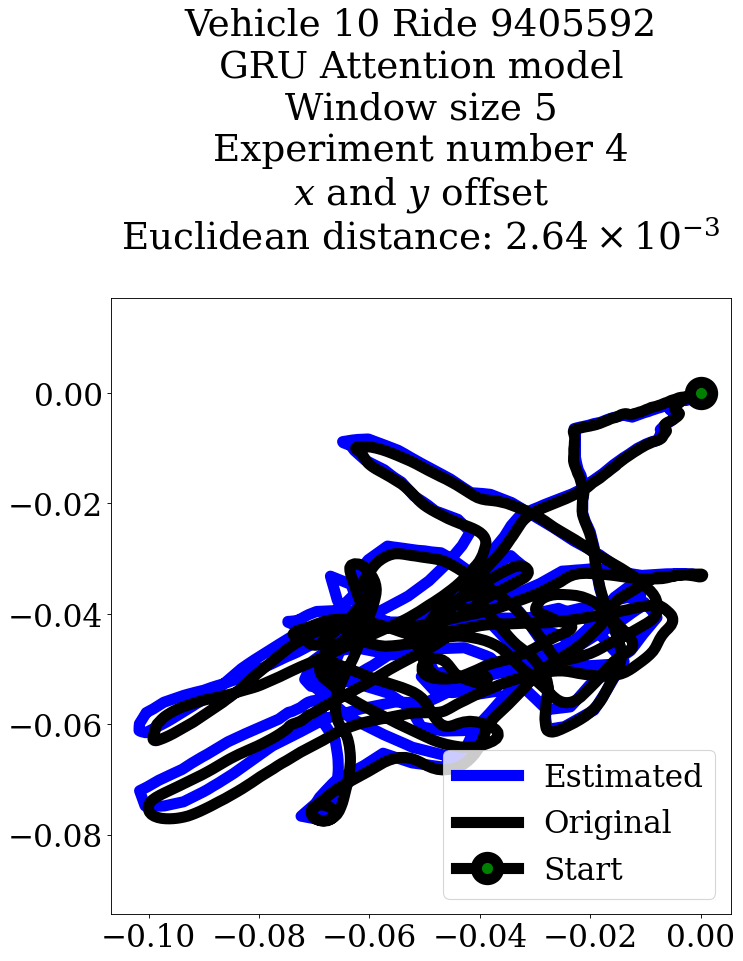 Vehicle 10 Ride 9405592
GRU Attention model
Window size 5
Experiment number 4
x and y offset
Euclidean distance: 2.64 × 10⁻³
0.00
−0.02
−0.04
−0.06
−0.08
Estimated
Original
Start
−0.10 −0.08 −0.06 −0.04 −0.02 0.00